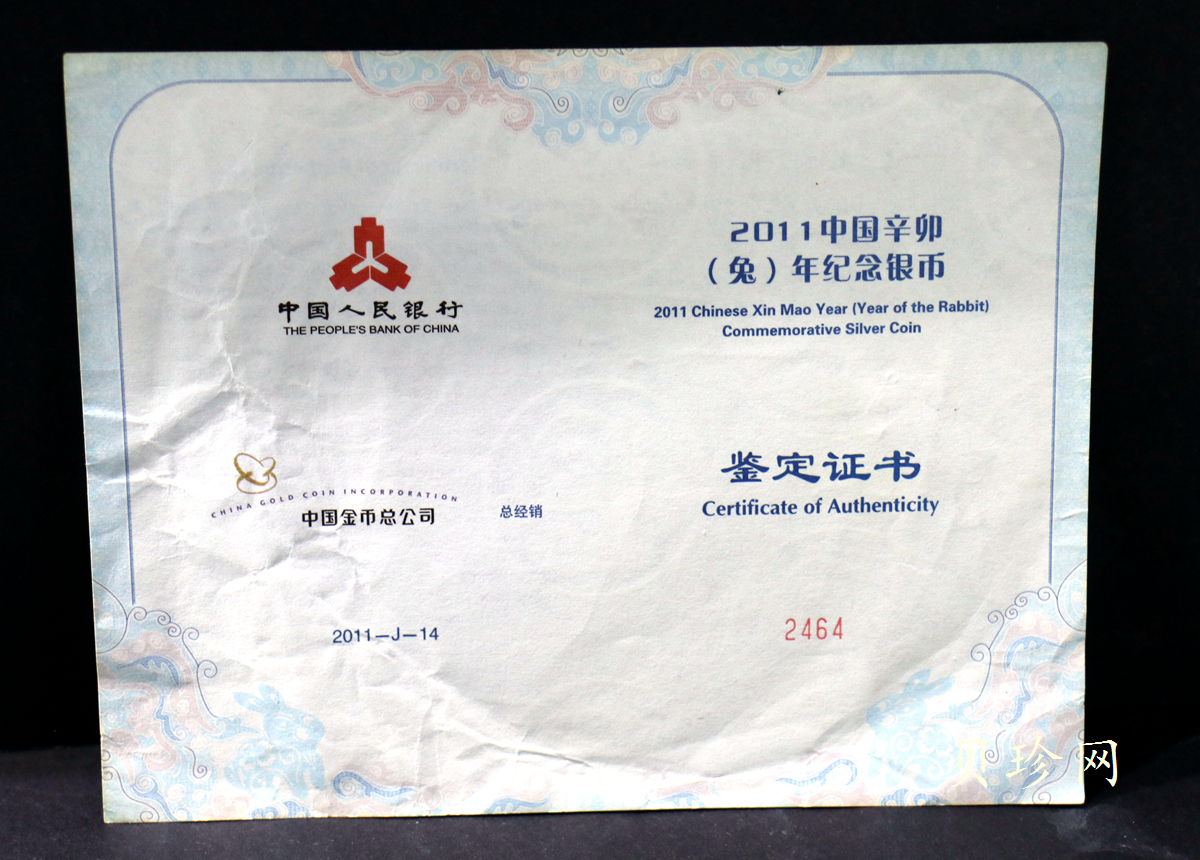 中国人民银行
THE PEOPLE'S BANK OF CHINA
CHINA GOLD COIN INCORPORATION
中国金币总公司
总经销
2011—J—14
2011中国辛卯
（兔）年纪念银币
2011 Chinese Xin Mao Year (Year of the Rabbit)
Commemorative Silver Coin
鉴定证书
Certificate of Authenticity
2464
贝珍网